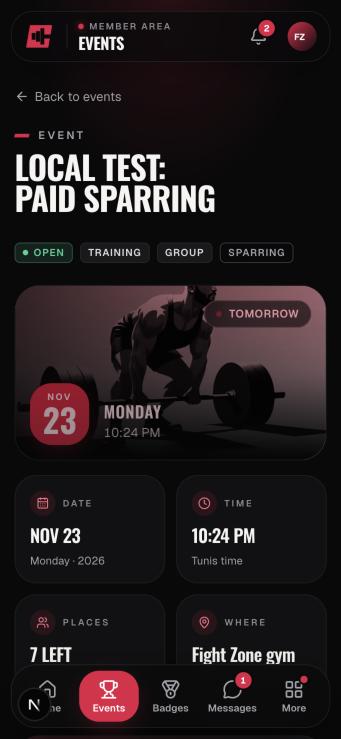 MEMBER AREA
EVENTS
2
FZ
← Back to events
EVENT
LOCAL TEST:
PAID SPARRING
OPEN
TRAINING
GROUP
SPARRING
TOMORROW
NOV
23
MONDAY
10:24 PM
DATE
NOV 23
Monday · 2026
TIME
10:24 PM
Tunis time
PLACES
7 LEFT
WHERE
Fight Zone gym
N
Events
Badges
1
Messages
More